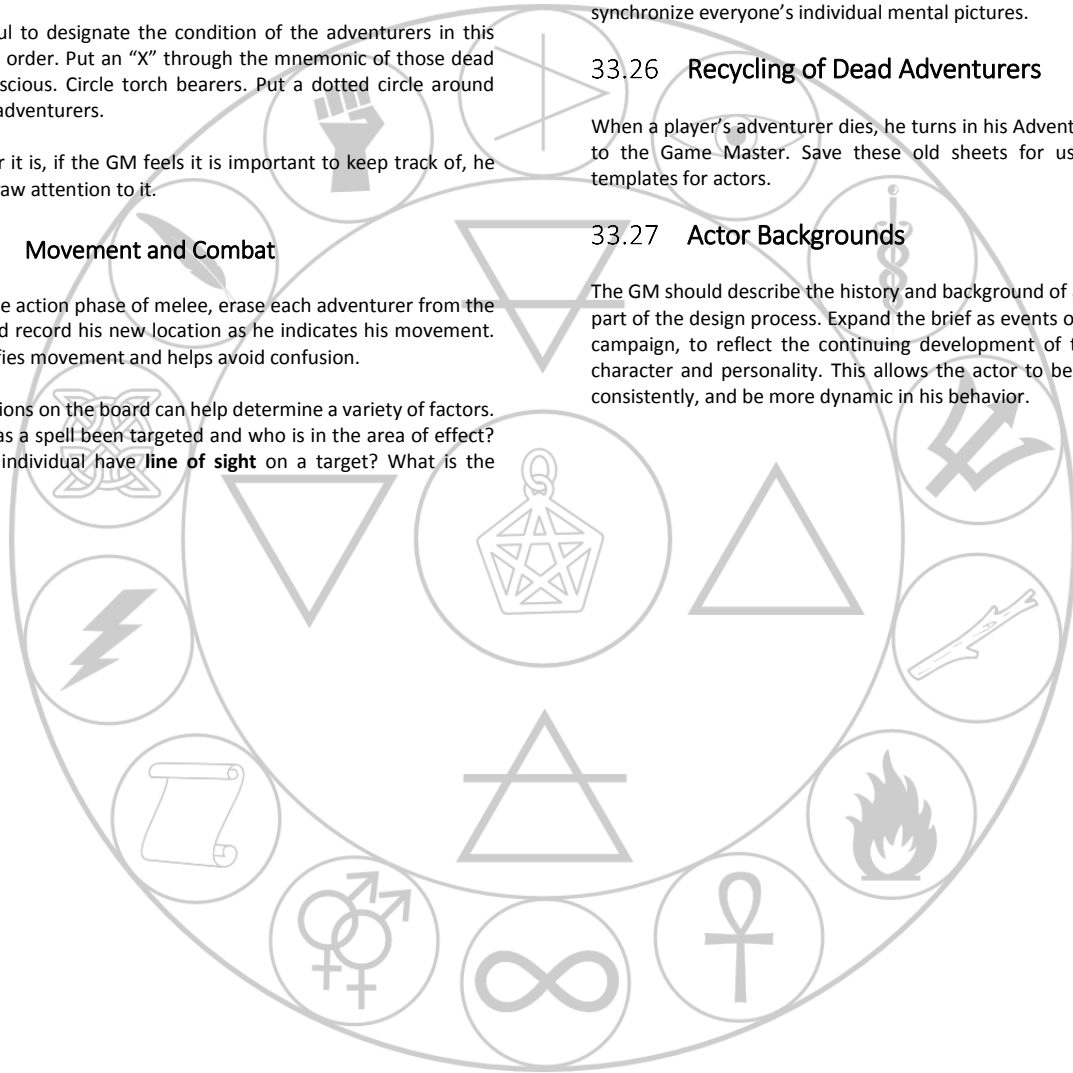 ul to designate the condition of the adventurers in this
order. Put an “X” through the mnemonic of those dead
scious. Circle torch bearers. Put a dotted circle around
adventurers.
r it is, if the GM feels it is important to keep track of, he
raw attention to it.
Movement and Combat
e action phase of melee, erase each adventurer from the
d record his new location as he indicates his movement.
fies movement and helps avoid confusion.
ions on the board can help determine a variety of factors.
as a spell been targeted and who is in the area of effect?
individual have line of sight on a target? What is the
synchronize everyone’s individual mental pictures.
33.26 Recycling of Dead Adventurers
When a player’s adventurer dies, he turns in his Advent
to the Game Master. Save these old sheets for us
templates for actors.
33.27 Actor Backgrounds
The GM should describe the history and background of
part of the design process. Expand the brief as events o
campaign, to reflect the continuing development of t
character and personality. This allows the actor to be
consistently, and be more dynamic in his behavior.